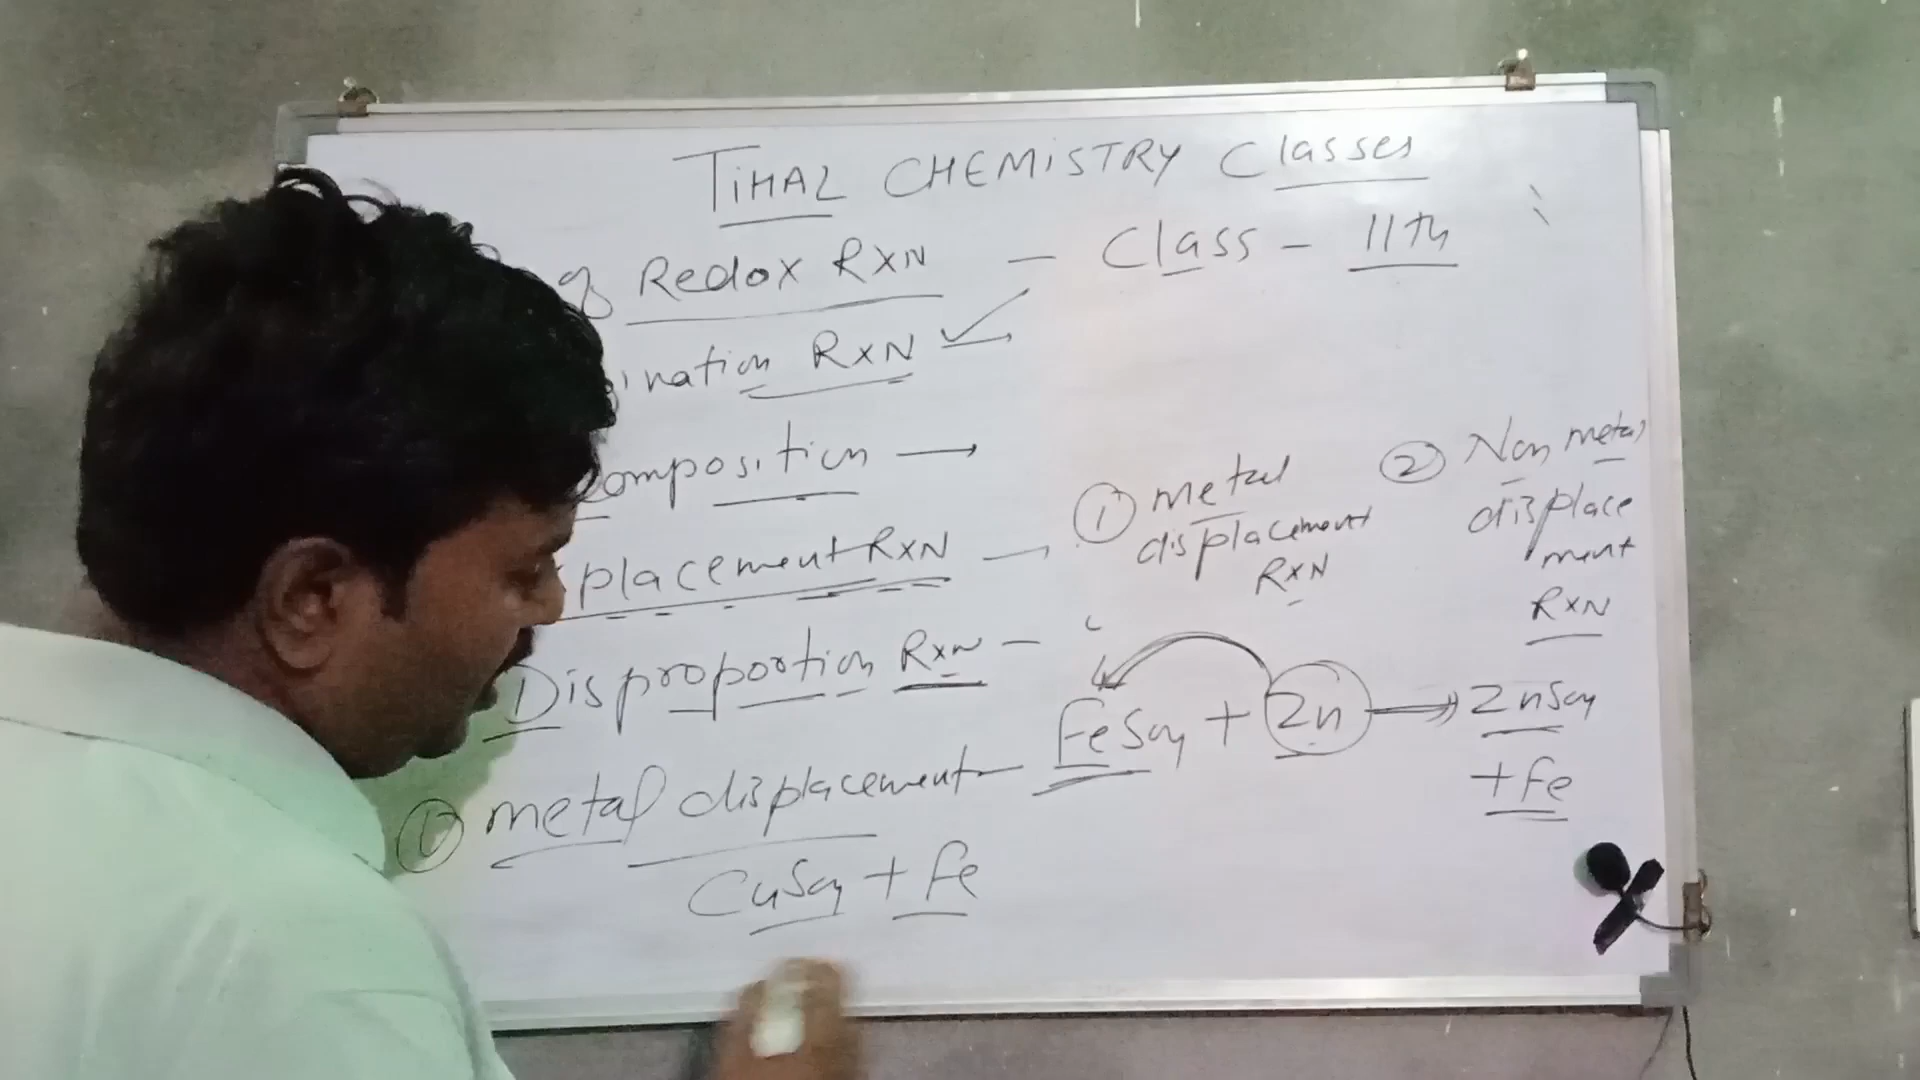 TIHAL CHEMISTRY Classes
of Redox RXN - Class - 11th
ination RXN
composition →
placement RXN - ① metal displacement RXN ② Non metal displace ment RXN
Disproportion RXN -
① metal displacement - FeSO4 + Zn → ZnSO4
+ Fe
CuSO4 + Fe